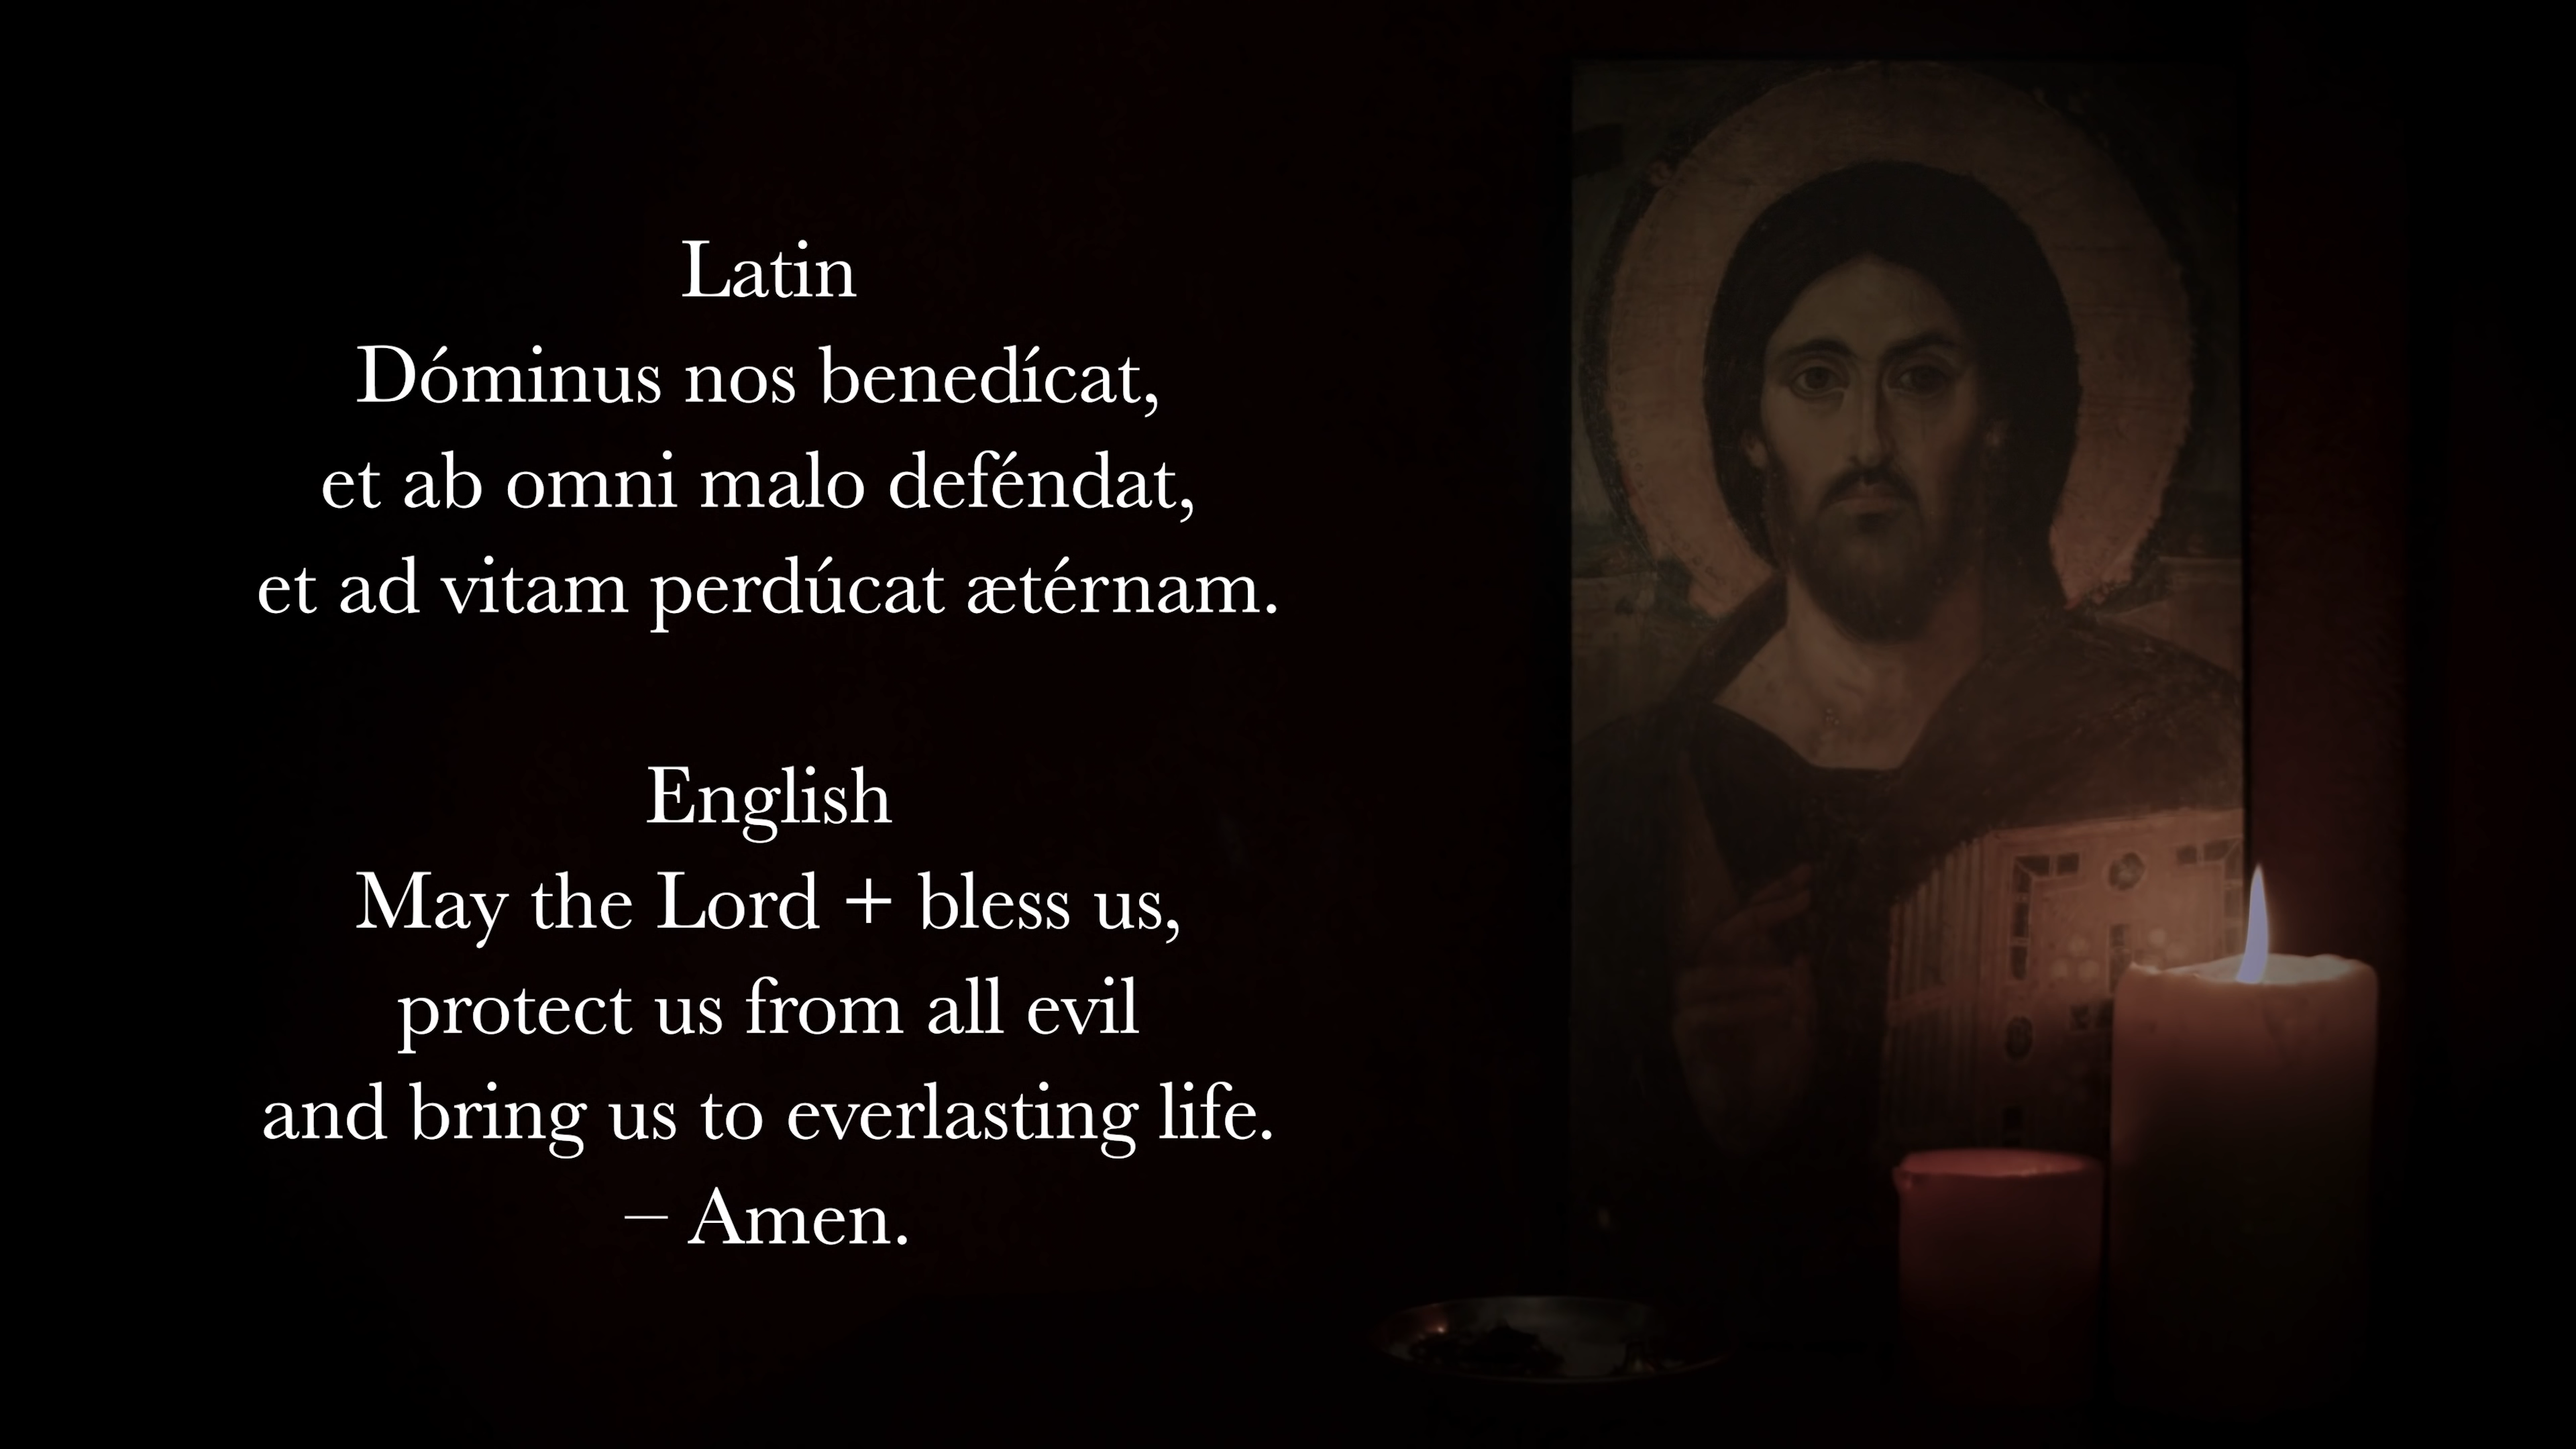 Latin
Dóminus nos benedícat,
et ab omni malo deféndat,
et ad vitam perdúcat ætérnam.
English
May the Lord + bless us,
protect us from all evil
and bring us to everlasting life.
– Amen.